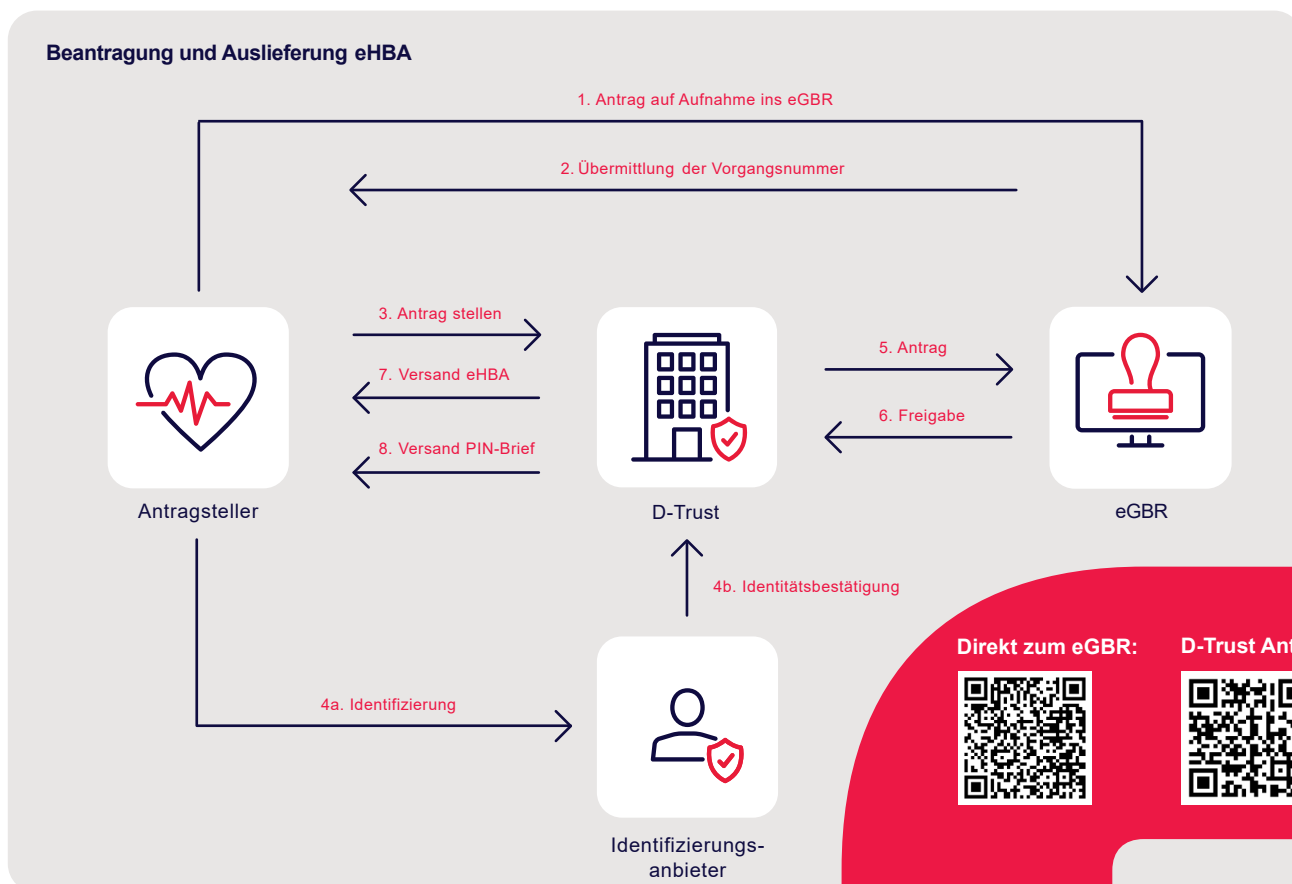 Beantragung und Auslieferung eHBA
1. Antrag auf Aufnahme ins eGBR
2. Übermittlung der Vorgangsnummer
3. Antrag stellen
7. Versand eHBA
8. Versand PIN-Brief
5. Antrag
6. Freigabe
Antragsteller
D-Trust
eGBR
4b. Identitätsbestätigung
4a. Identifizierung
Identifizierungs-
anbieter
Direkt zum eGBR:
D-Trust Ant